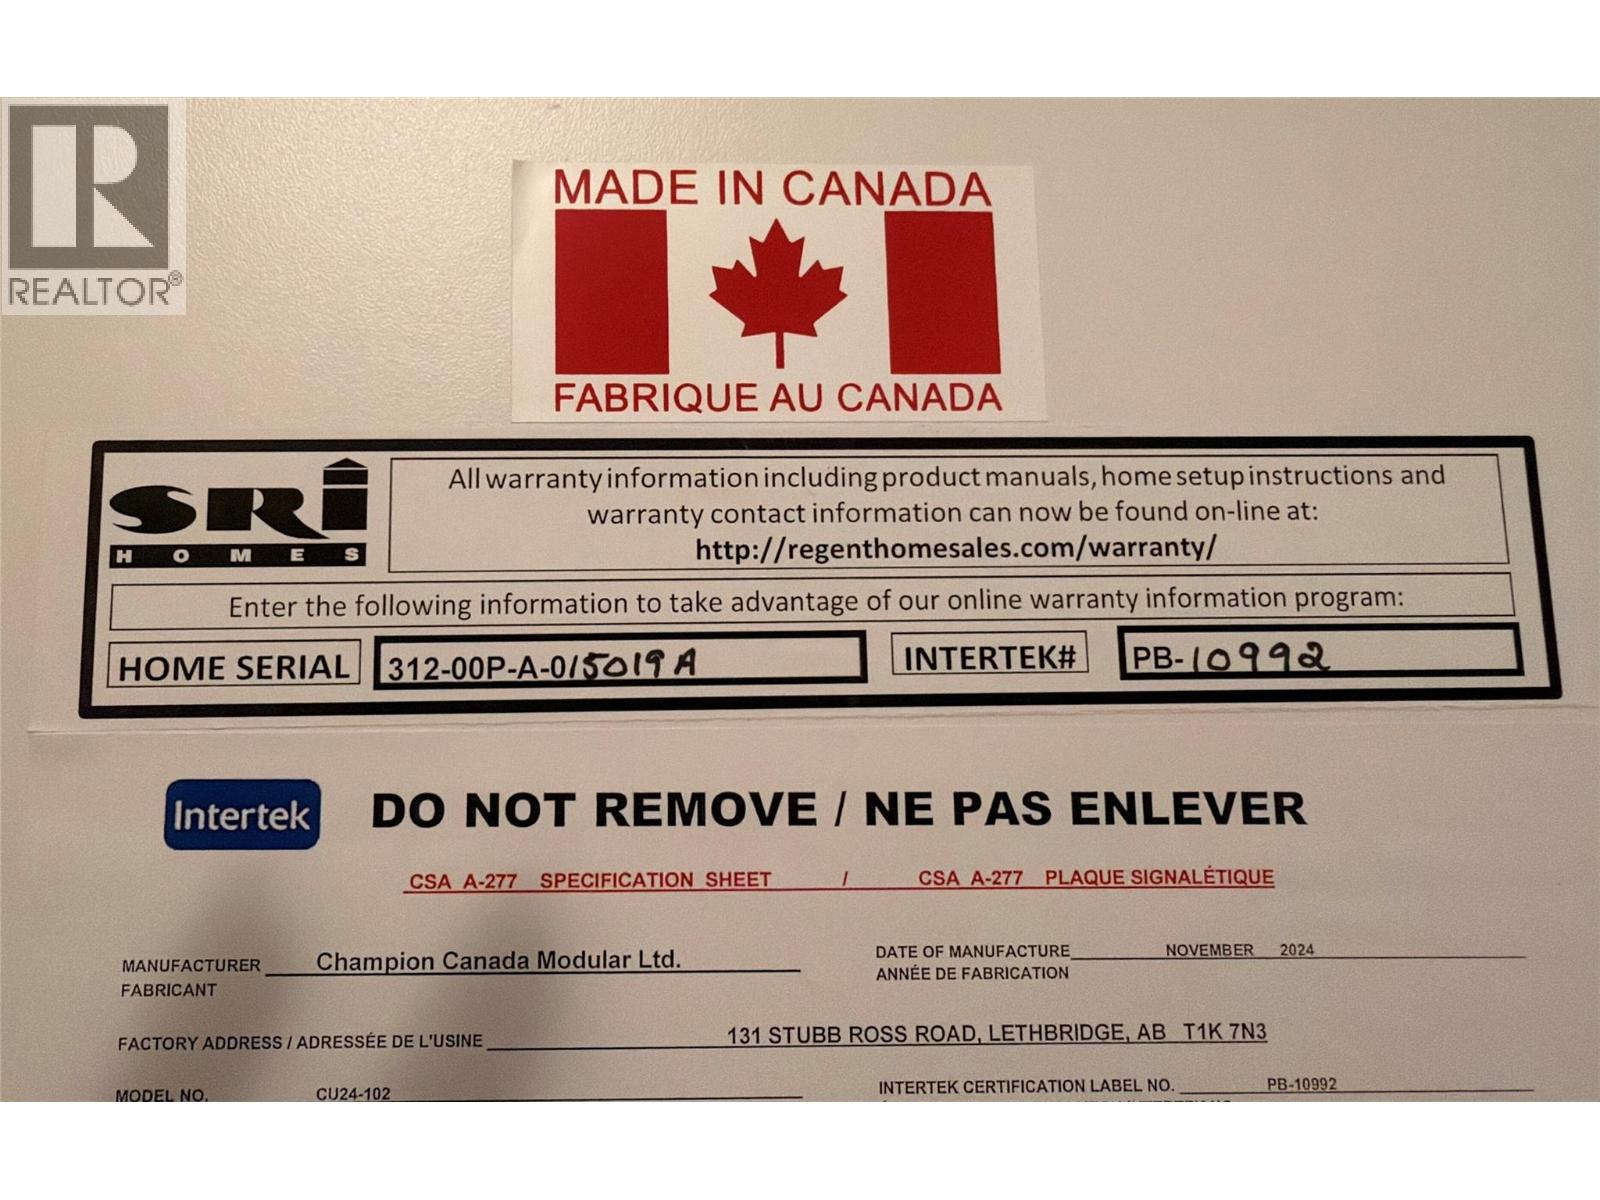 REALTOR®
MADE IN CANADA
FABRIQUE AU CANADA
SRI
HOMES
All warranty information including product manuals, home setup instructions and
warranty contact information can now be found on-line at:
http://regenthomesales.com/warranty/
Enter the following information to take advantage of our online warranty information program:
HOME SERIAL 312-00P-A-0/5019A INTERTEK# PB-10992
Intertek DO NOT REMOVE / NE PAS ENLEVER
CSA A-277 SPECIFICATION SHEET / CSA A-277 PLAQUE SIGNALÉTIQUE
MANUFACTURER Champion Canada Modular Ltd. DATE OF MANUFACTURE NOVEMBER 2024
FABRICANT ANNÉE DE FABRICATION
FACTORY ADDRESS / ADRESSÉE DE L'USINE 131 STUBB ROSS ROAD, LETHBRIDGE, AB T1K 7N3
MODEL NO. CU24-102 INTERTEK CERTIFICATION LABEL NO. PB-10992